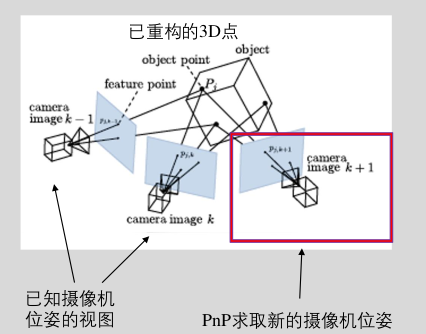 已重构的3D点
object point
object
feature point
P_j
camera
image k − 1
p_{j,k-1}
p_{j,k}
p_{j,k+1}
camera
image k + 1
camera image k
已知摄像机
位姿的视图
PnP求取新的摄像机位姿